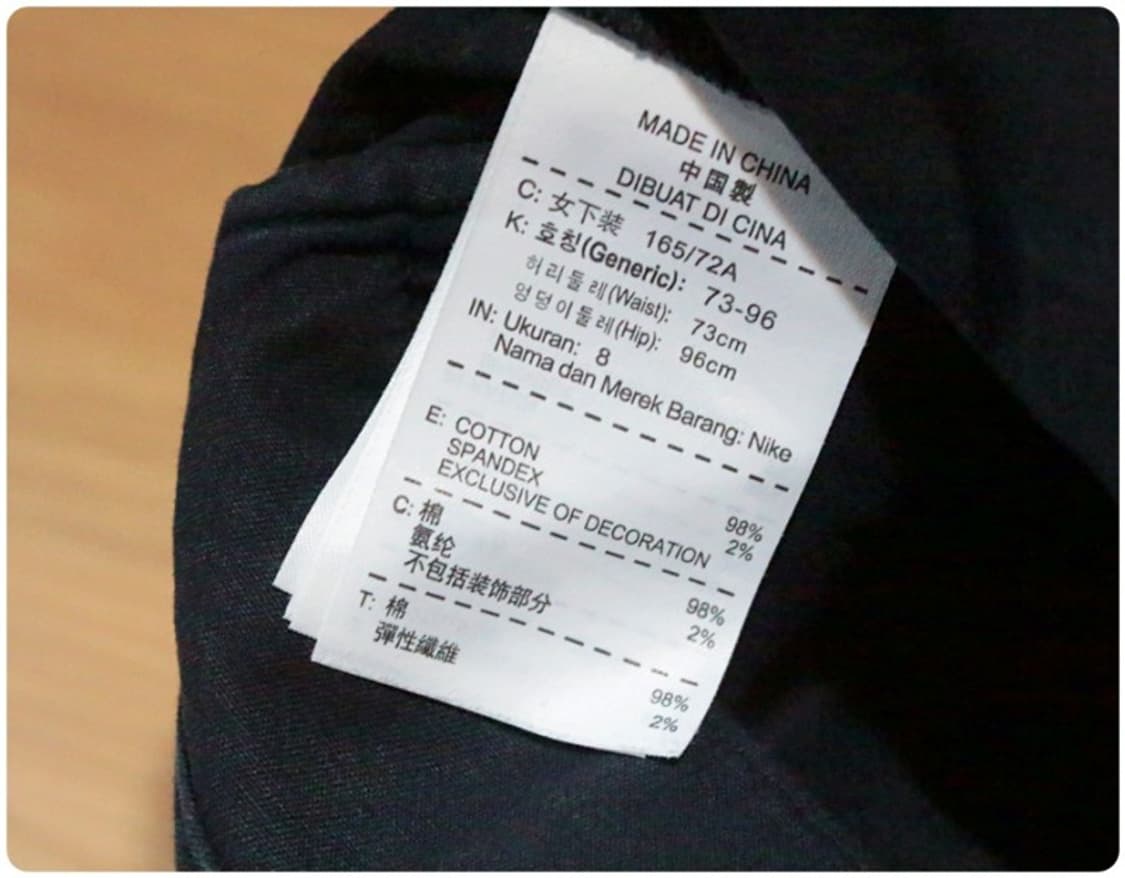 MADE IN CHINA
中国製
DIBUAT DI CINA
C: 女下装 165/72A
K: 호칭(Generic): 73-96
허리둘레(Waist): 73cm
엉덩이둘레(Hip): 96cm
IN: Ukuran: 8
Nama dan Merek Barang: Nike
E: COTTON 98%
SPANDEX 2%
EXCLUSIVE OF DECORATION
C: 棉 98%
氨纶 2%
不包括装饰部分
T: 棉 98%
彈性纖維 2%